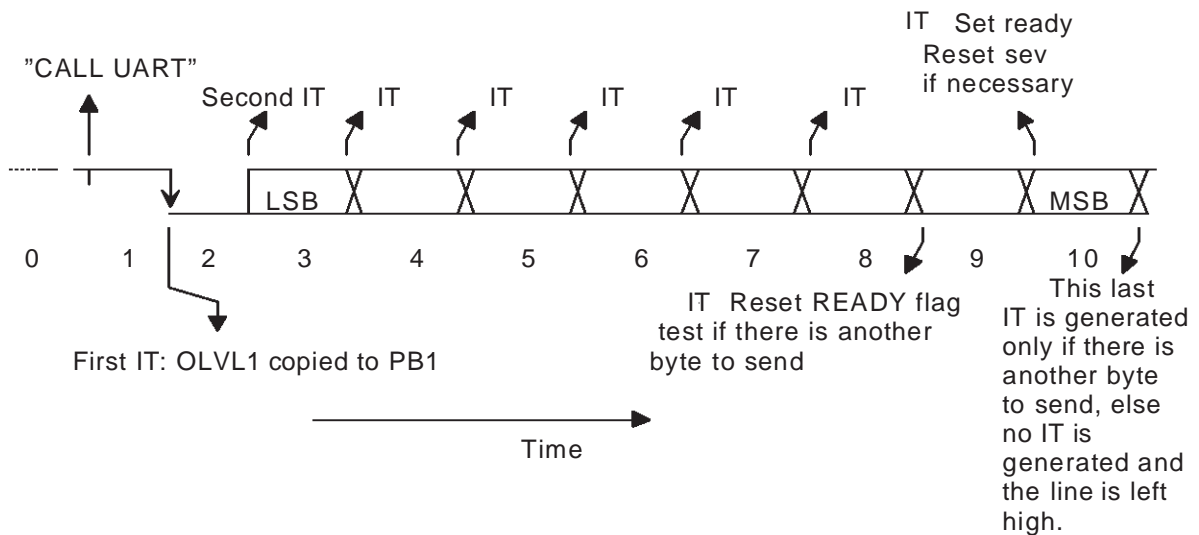 IT Set ready
Reset sev
if necessary
”CALL UART”
Second IT
IT
IT
IT
IT
IT
LSB
MSB
0
1
2
3
4
5
6
7
8
9
10
First IT: OLVL1 copied to PB1
IT Reset READY flag
test if there is another
byte to send
This last
IT is generated
only if there is
another byte
to send, else
no IT is
generated and
the line is left
high.
Time